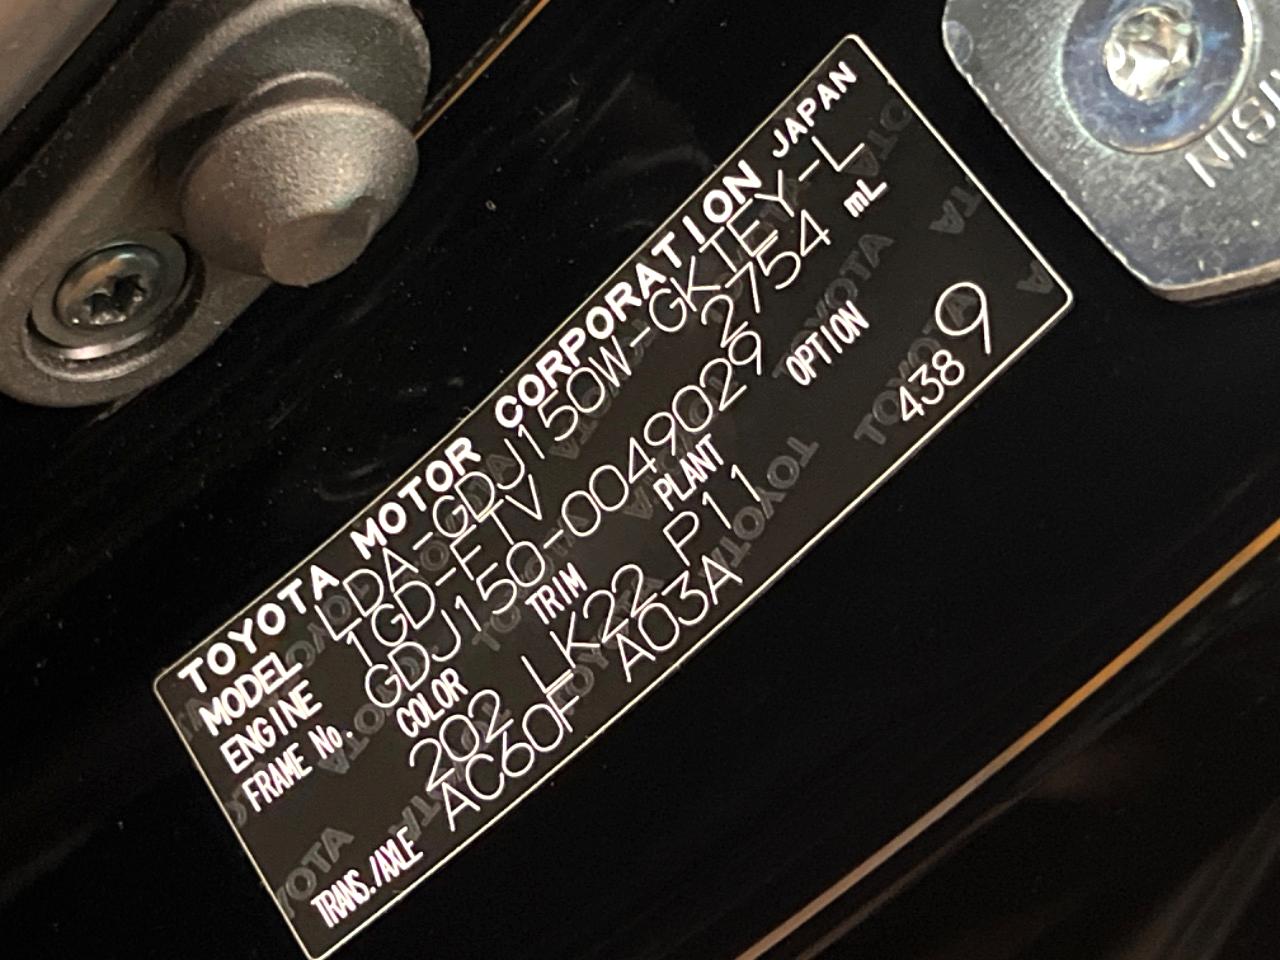 TOYOTA MOTOR CORPORATION JAPAN
MODEL LDA-GDJ150W-GKTEY-L
ENGINE 1GD-FTV 2754 mL
FRAME No. GDJ150-0049029
COLOR TRIM PLANT OPTION
202 LK22 P11 438 9
TRANS./AXLE AC60F A03A